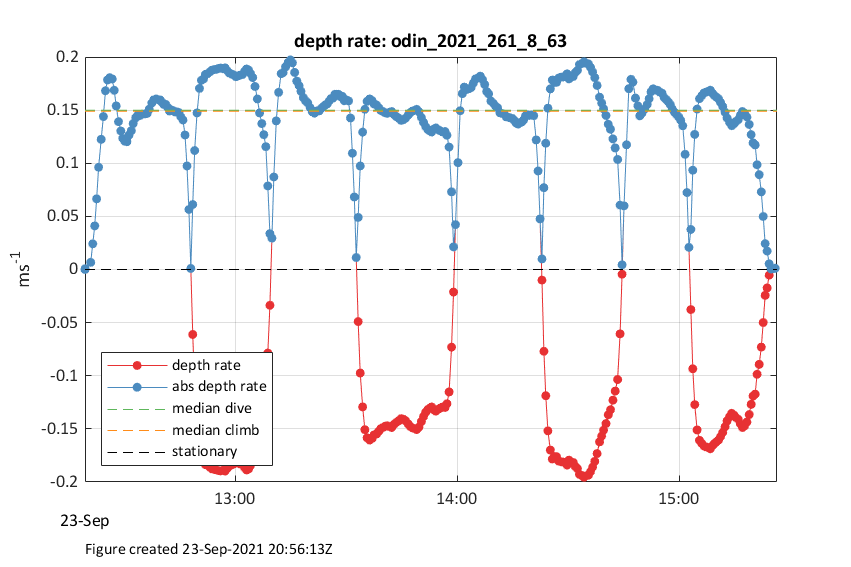 depth rate: odin_2021_261_8_63
0.2
0.15
0.1
0.05
0
-0.05
-0.1
-0.15
-0.2
ms-1
depth rate
abs depth rate
median dive
median climb
stationary
13:00 14:00 15:00
23-Sep
Figure created 23-Sep-2021 20:56:13Z